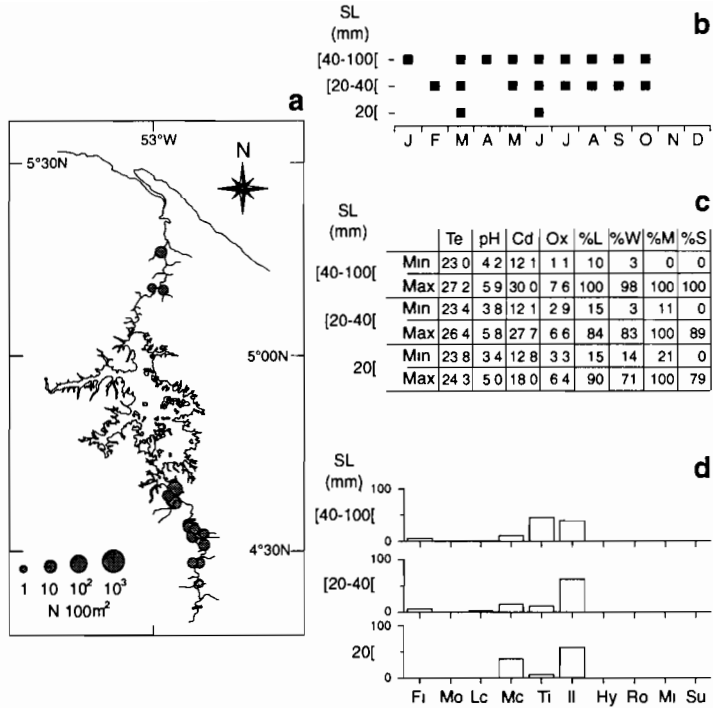 a
53°W
5°30N
N
5°00N
4°30N
1 10 10² 10³
N 100m²
b
SL
(mm)
[40-100[
[20-40[
20[
J F M A M J J A S O N D
c
SL
(mm)
Te pH Cd Ox %L %W %M %S
[40-100[
Min 23 0 4 2 12 1 1 1 10 3 0 0
Max 27 2 5 9 30 0 7 6 100 98 100 100
[20-40[
Min 23 4 3 8 12 1 2 9 15 3 11 0
Max 26 4 5 8 27 7 6 6 84 83 100 89
20[
Min 23 8 3 4 12 8 3 3 15 14 21 0
Max 24 3 5 0 18 0 6 4 90 71 100 79
d
SL
(mm)
100
[40-100[
0
100
[20-40[
0
100
20[
0
Fi Mo Lc Mc Ti Il Hy Ro Mi Su